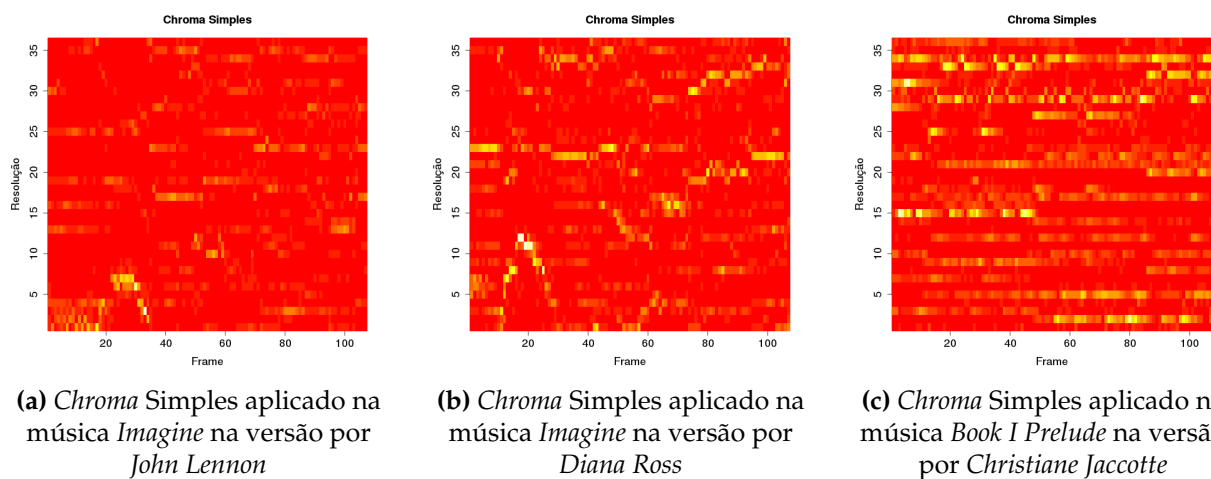 Chroma Simples
Resolução
35
30
25
20
15
10
5
20
40
60
80
100
Frame
(a) Chroma Simples aplicado na
música Imagine na versão por
John Lennon
Chroma Simples
Resolução
35
30
25
20
15
10
5
20
40
60
80
100
Frame
(b) Chroma Simples aplicado na
música Imagine na versão por
Diana Ross
Chroma Simples
Resolução
35
30
25
20
15
10
5
20
40
60
80
100
Frame
(c) Chroma Simples aplicado n
música Book I Prelude na versã
por Christiane Jaccotte